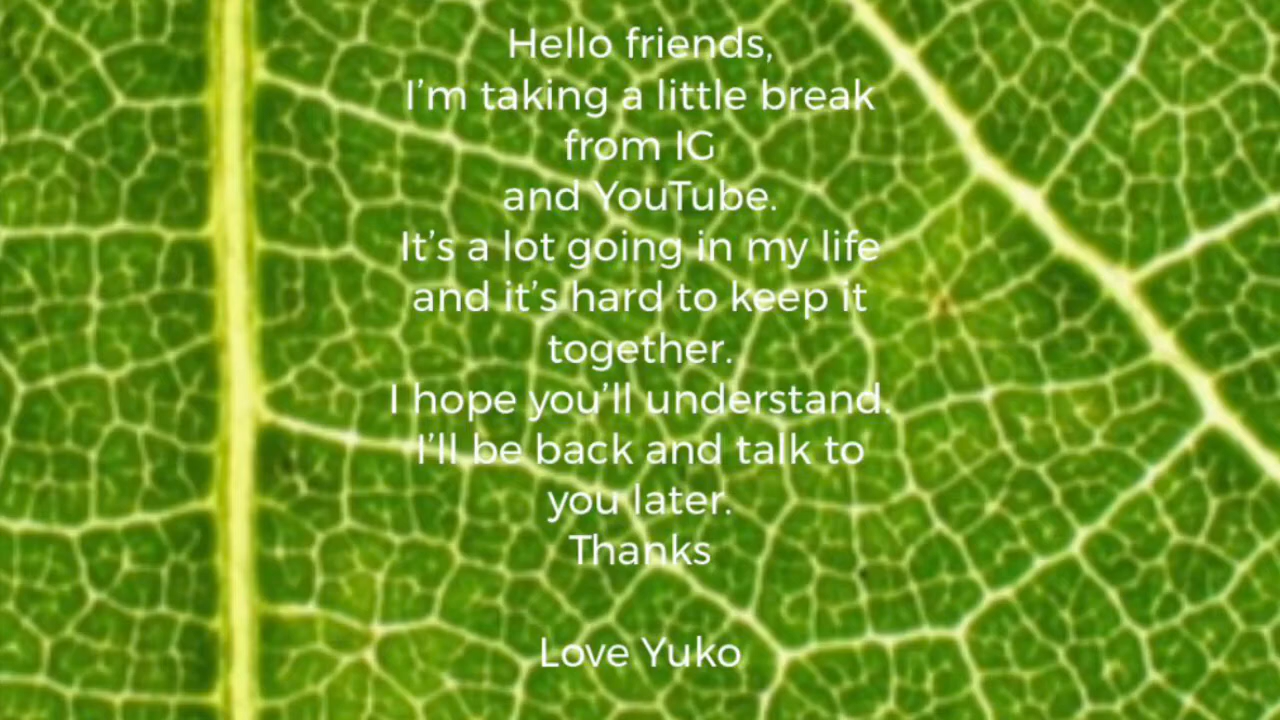 Hello friends,
I’m taking a little break
from IG
and YouTube.
It’s a lot going in my life
and it’s hard to keep it
together.
I hope you’ll understand.
I’ll be back and talk to
you later.
Thanks
Love Yuko